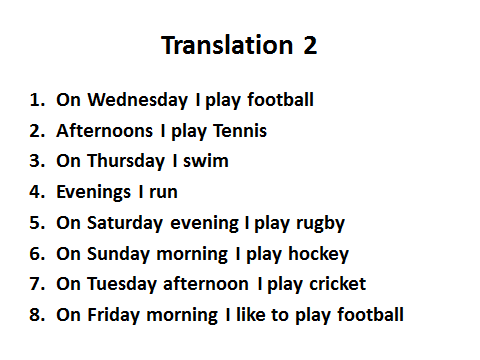 Translation 2
1. On Wednesday I play football
2. Afternoons I play Tennis
3. On Thursday I swim
4. Evenings I run
5. On Saturday evening I play rugby
6. On Sunday morning I play hockey
7. On Tuesday afternoon I play cricket
8. On Friday morning I like to play football